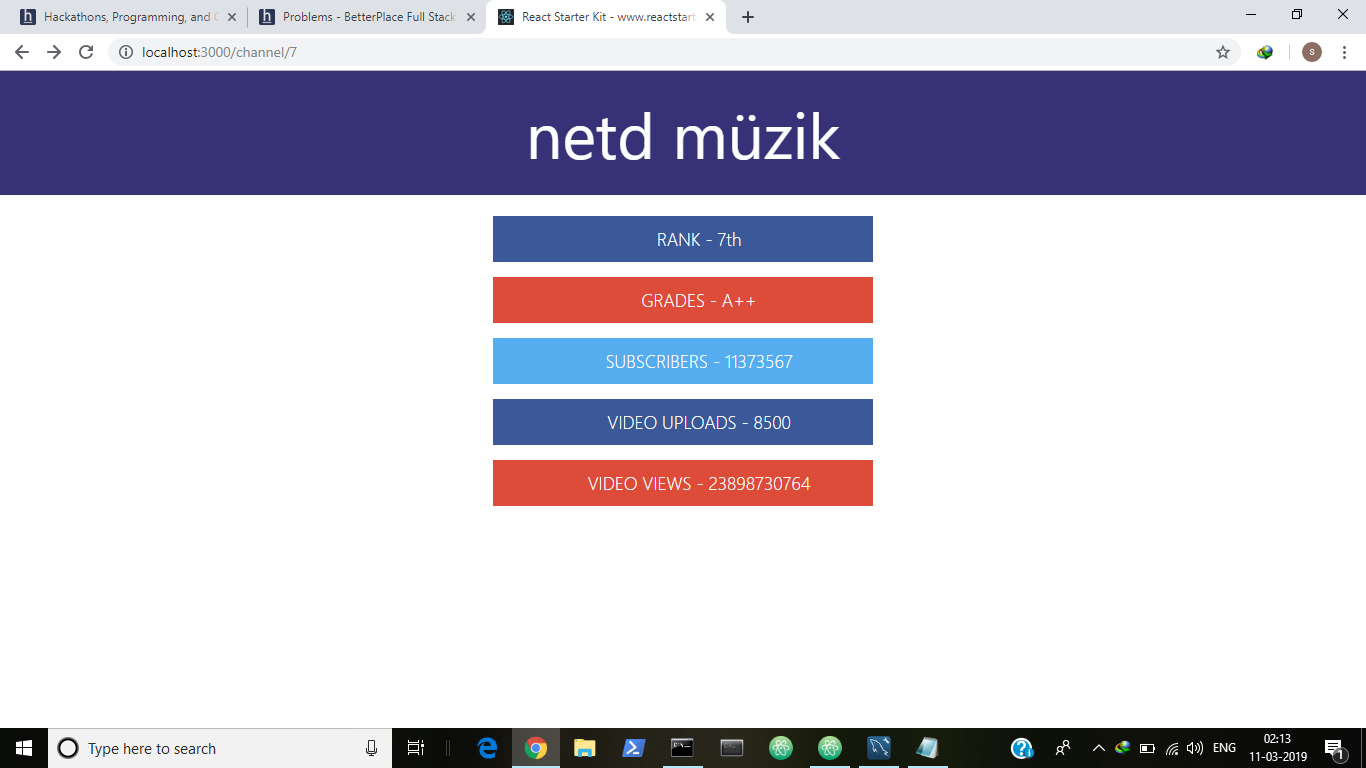 Hackathons, Programming, and
Problems - BetterPlace Full Stack
React Starter Kit - www.reactstart
localhost:3000/channel/7
s
netd müzik
RANK - 7th
GRADES - A++
SUBSCRIBERS - 11373567
VIDEO UPLOADS - 8500
VIDEO VIEWS - 23898730764
Type here to search
ENG
02:13
11-03-2019
1